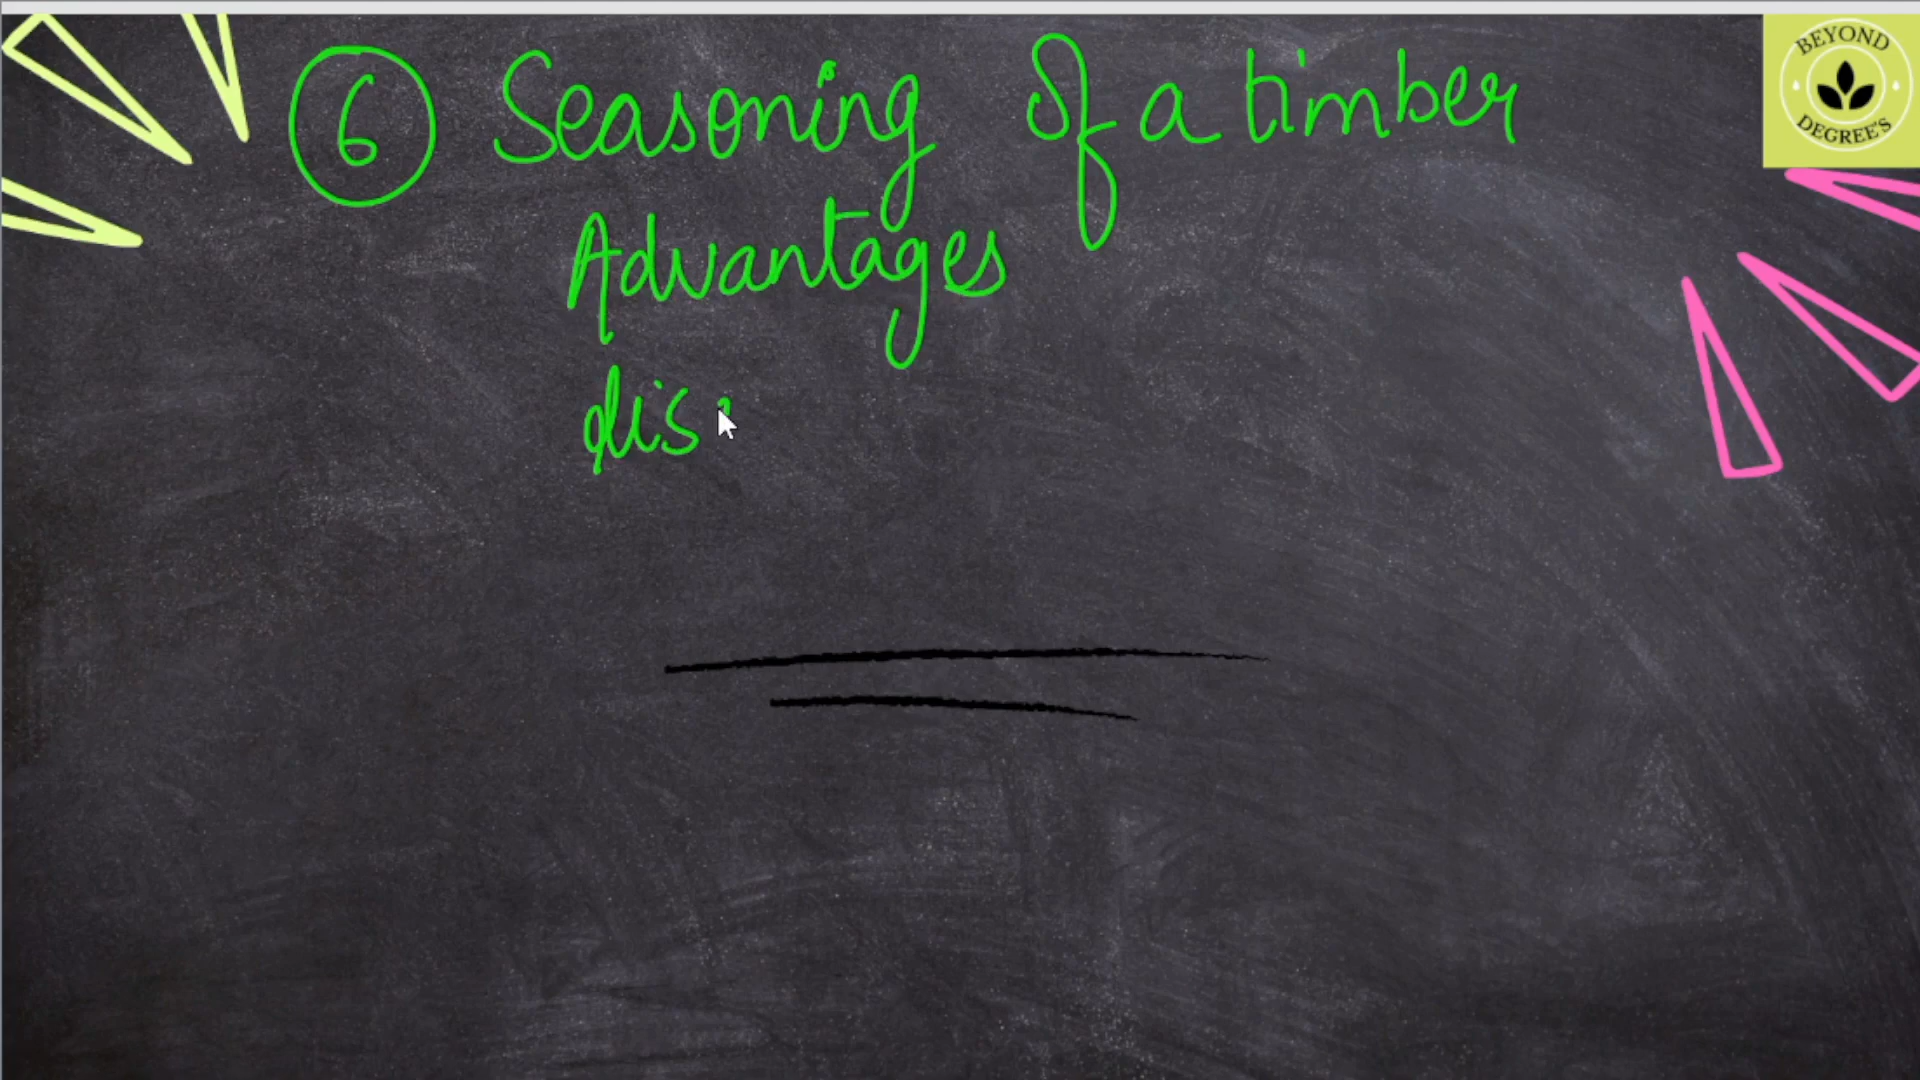 6 Seasoning Of a timber
Advantages
dis
BEYOND
DEGREE'S